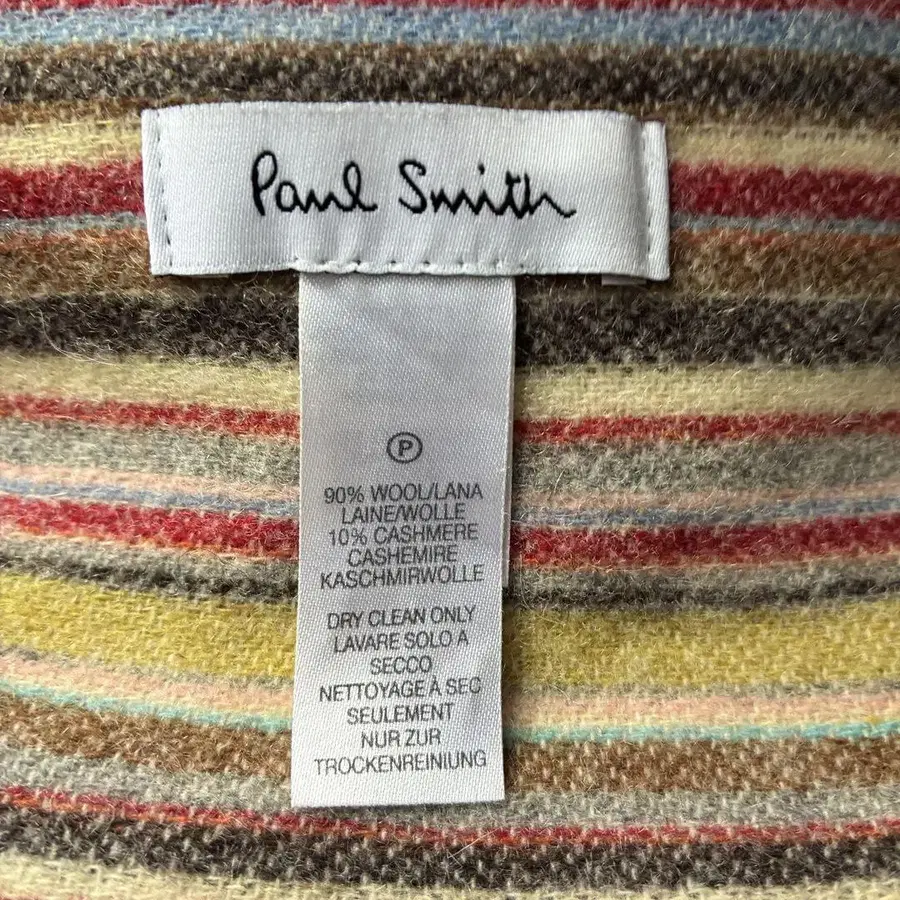 Paul Smith
P
90% WOOL/LANA
LAINE/WOLLE
10% CASHMERE
CASHEMIRE
KASCHMIRWOLLE
DRY CLEAN ONLY
LAVARE SOLO A
SECCO
NETTOYAGE À SEC
SEULEMENT
NUR ZUR
TROCKENREINIUNG